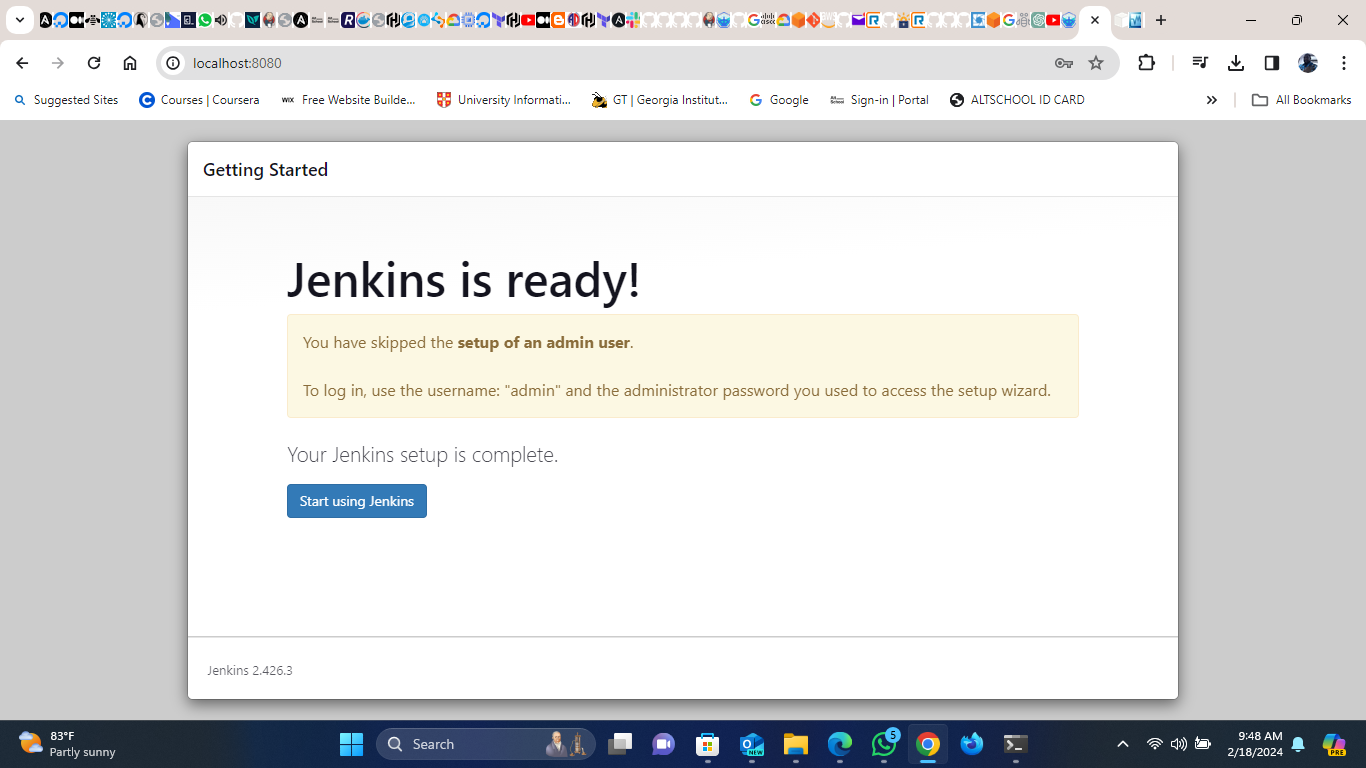 localhost:8080
Suggested Sites
Courses | Coursera
WIX
Free Website Builde...
University Informati...
GT | Georgia Institut...
Google
Sign-in | Portal
ALTSCHOOL ID CARD
All Bookmarks
Getting Started
Jenkins is ready!
You have skipped the setup of an admin user.
To log in, use the username: "admin" and the administrator password you used to access the setup wizard.
Your Jenkins setup is complete.
Start using Jenkins
Jenkins 2.426.3
83°F
Partly sunny
Search
NEW
5
9:48 AM
2/18/2024
PRE